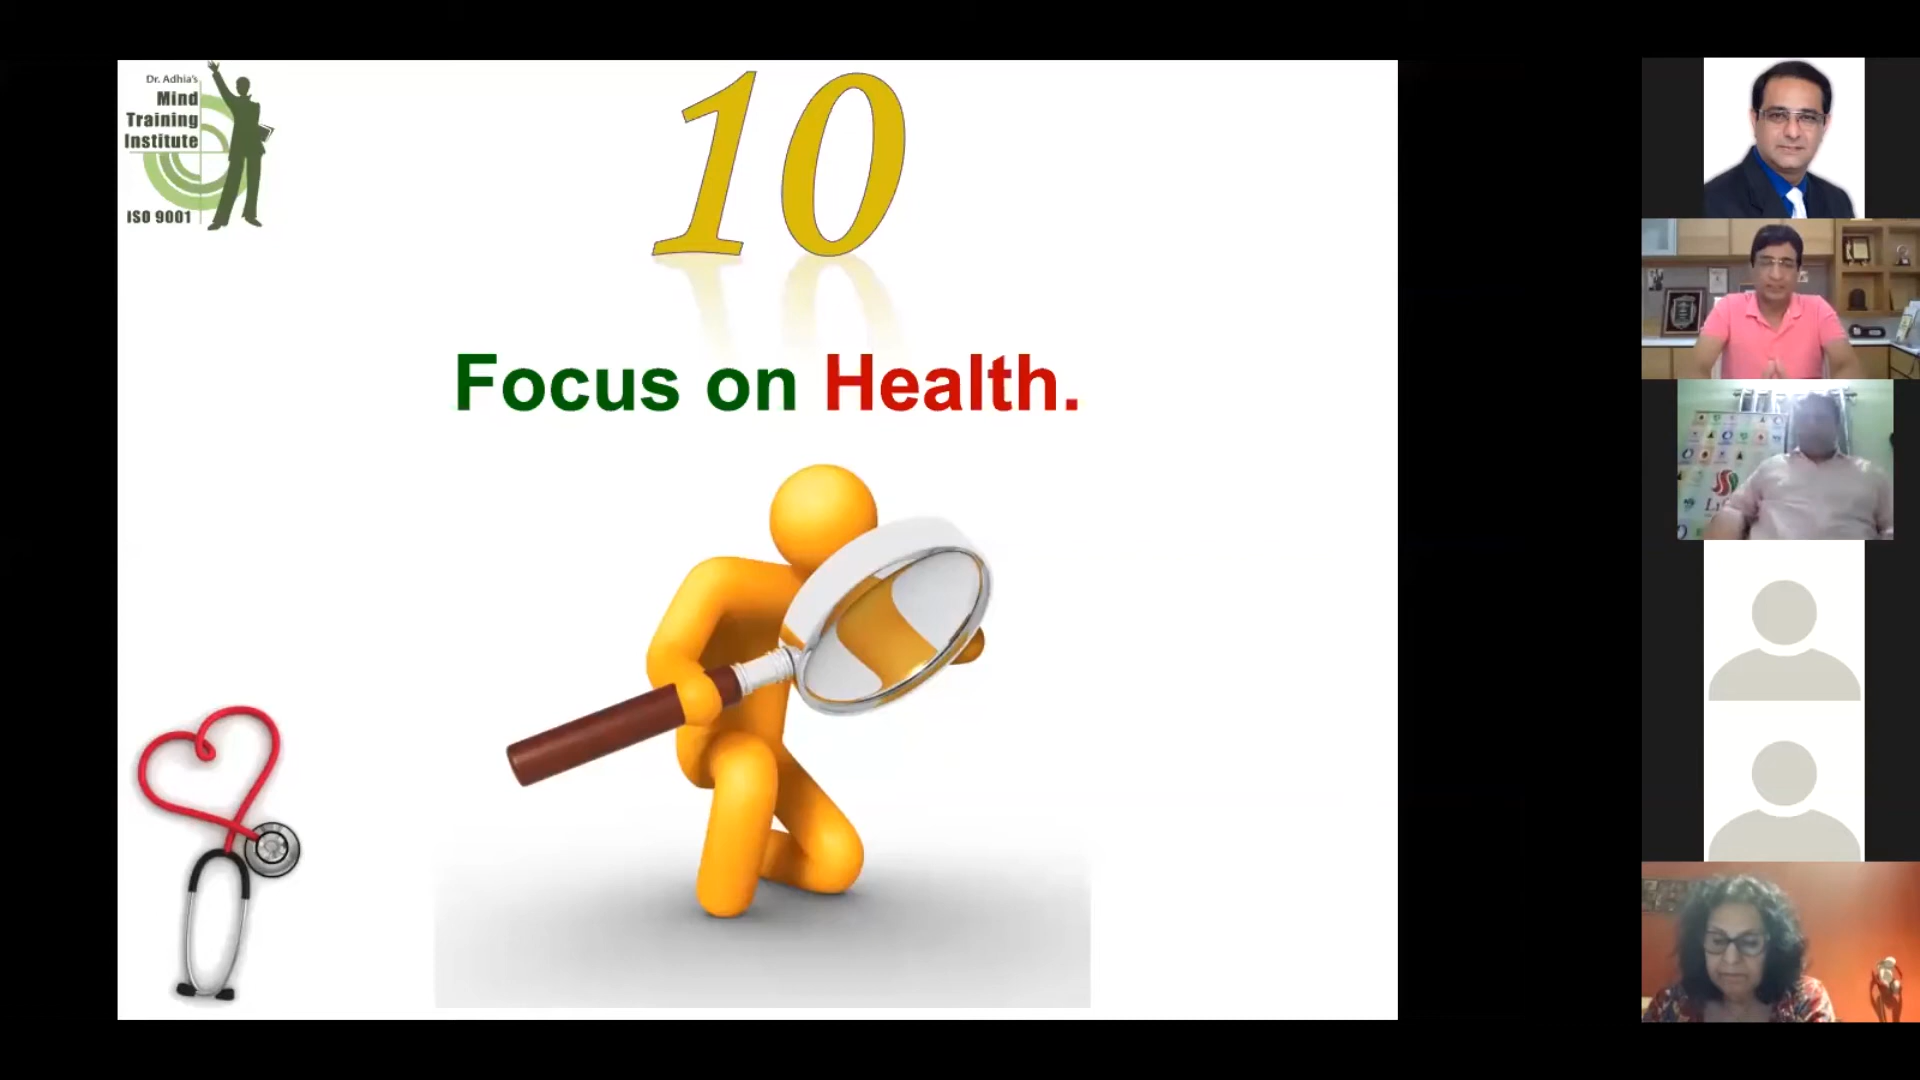 Dr. Adhia's
Mind
Training
Institute
ISO 9001
10
Focus on Health.